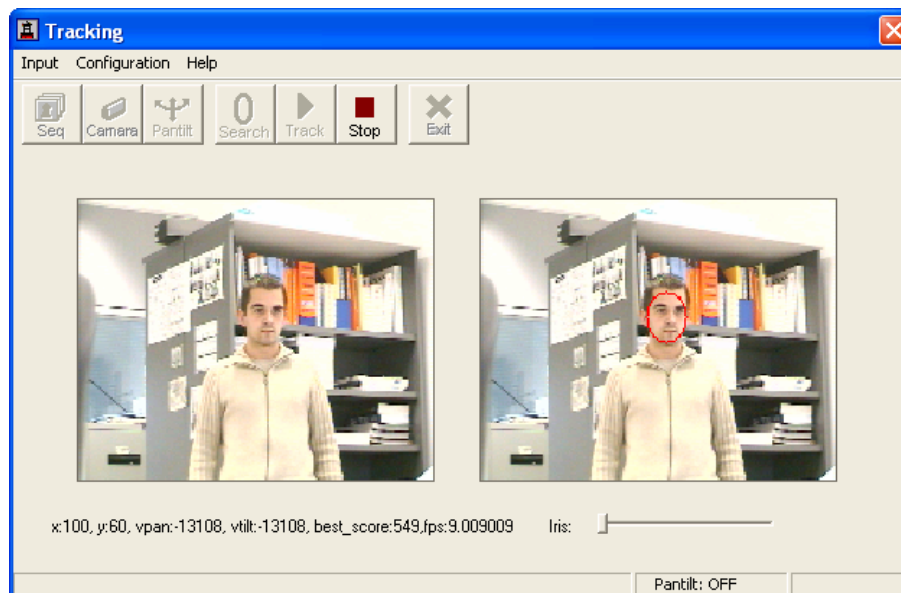 Tracking
Input Configuration Help
Seq Camara Pantilt Search Track Stop Exit
x:100, y:60, vpan:-13108, vtilt:-13108, best_score:549,fps:9.009009 Iris:
Pantilt: OFF